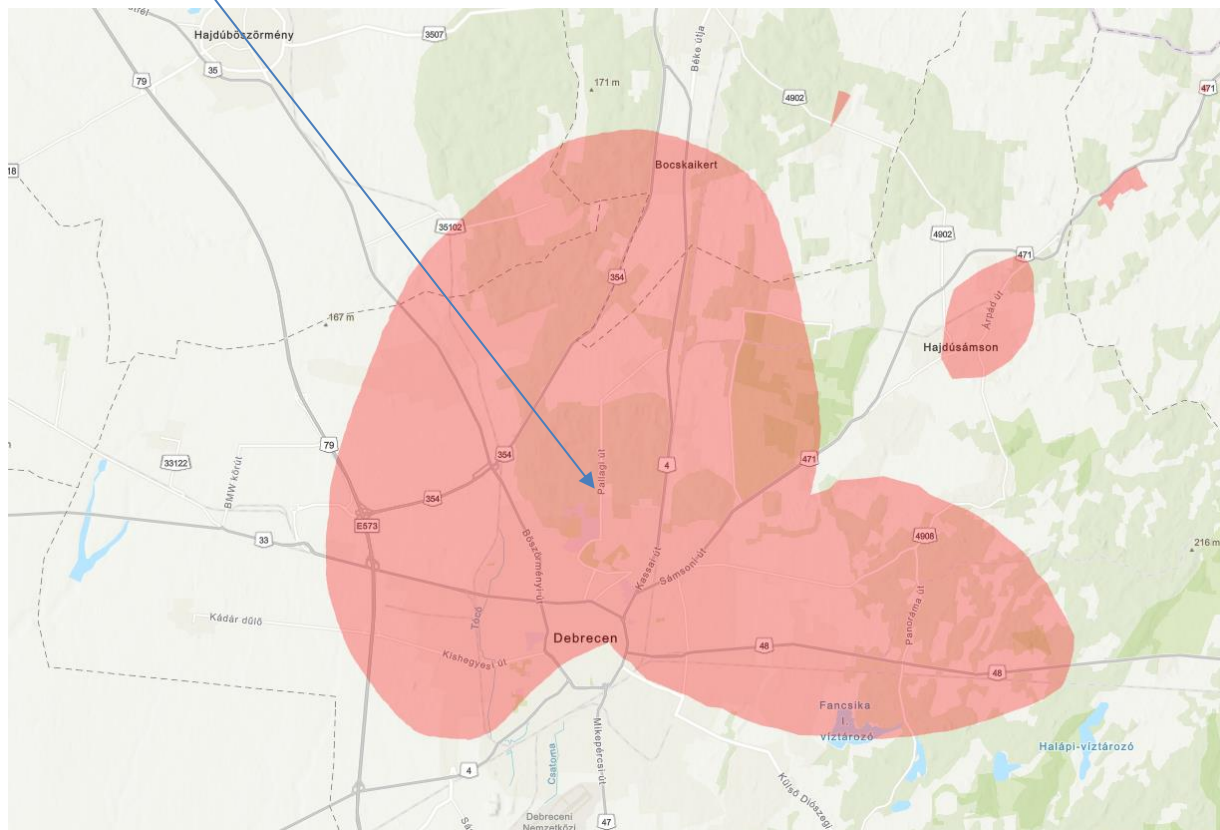 Hajdúböszörmény
3507
35
79
171 m
Béke útja
4902
471
18
Bocskaikert
35102
4902
471
354
167 m
Árpád út
Hajdúsámson
79
33122
BMW körút
354
354
Pallagi út
4
471
E573
33
Böszörményi út
Kassai út
Sámsoni út
4908
216 m
Kádár dűlő
Tócó
Debrecen
Panoráma út
Kishegyesi út
48
48
Fancsika
I.
víztározó
Halápi-víztározó
Mikepércsi út
Csatorna
4
Külső Diószegi
Debreceni
Nemzetközi
47